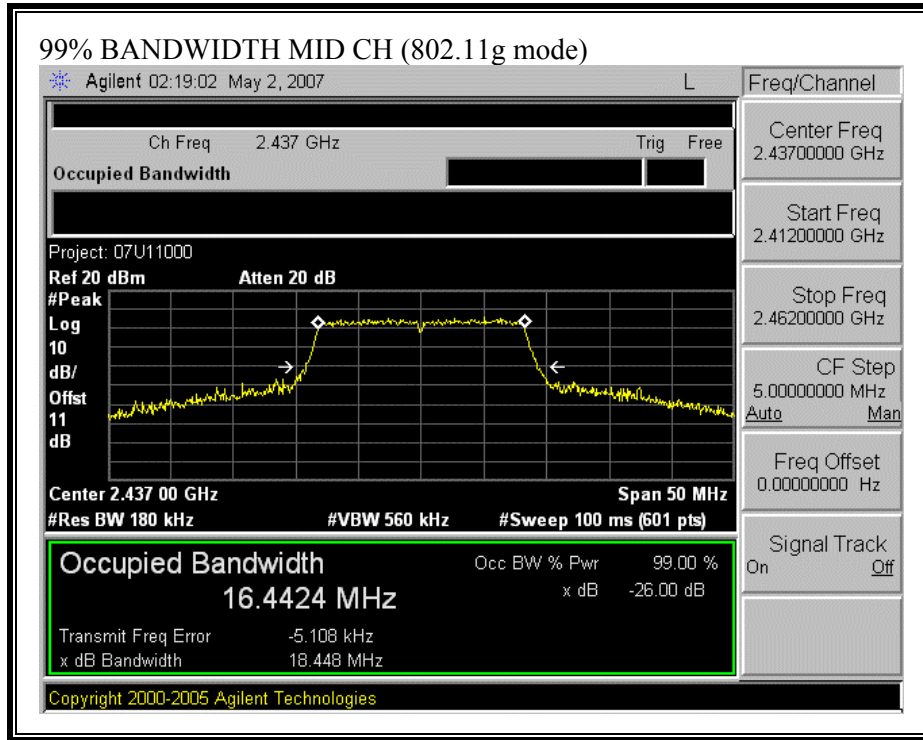 99% BANDWIDTH MID CH (802.11g mode)
Agilent 02:19:02 May 2, 2007 L
Freq/Channel
Ch Freq 2.437 GHz Trig Free
Occupied Bandwidth
Center Freq
2.43700000 GHz
Start Freq
2.41200000 GHz
Stop Freq
2.46200000 GHz
CF Step
5.00000000 MHz
Auto Man
Freq Offset
0.00000000 Hz
Signal Track
On Off
Project: 07U11000
Ref 20 dBm Atten 20 dB
#Peak
Log
10
dB/
Offst
11
dB
Center 2.437 00 GHz Span 50 MHz
#Res BW 180 kHz #VBW 560 kHz #Sweep 100 ms (601 pts)
Occupied Bandwidth Occ BW % Pwr 99.00 %
16.4424 MHz x dB -26.00 dB
Transmit Freq Error -5.108 kHz
x dB Bandwidth 18.448 MHz
Copyright 2000-2005 Agilent Technologies